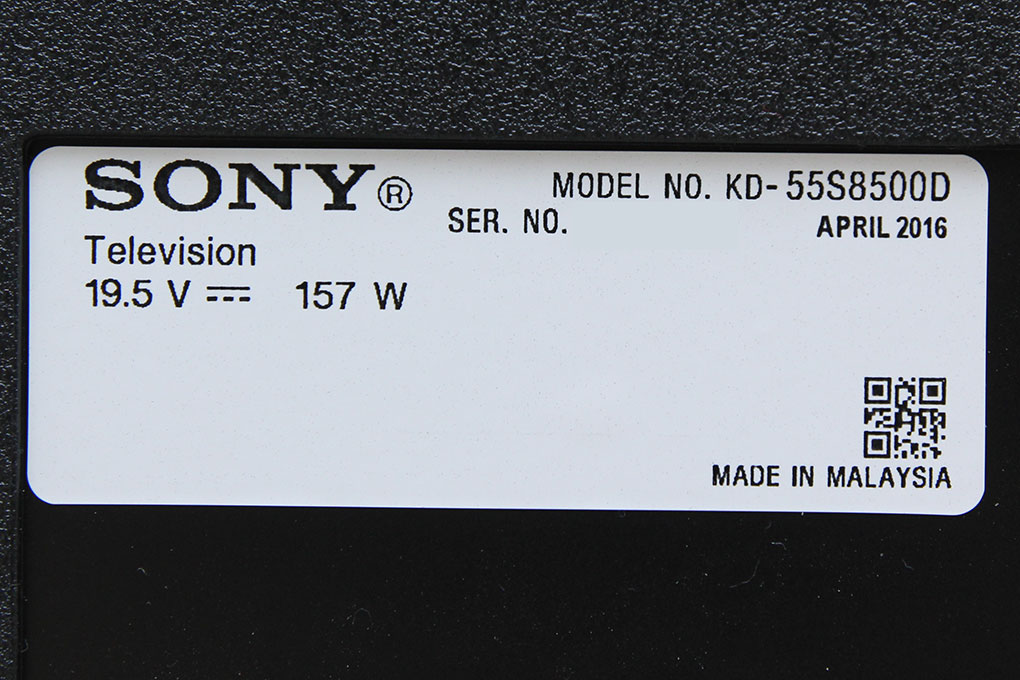 SONY®
MODEL NO. KD-55S8500D
SER. NO.
APRIL 2016
Television
19.5 V ⎓ 157 W
MADE IN MALAYSIA